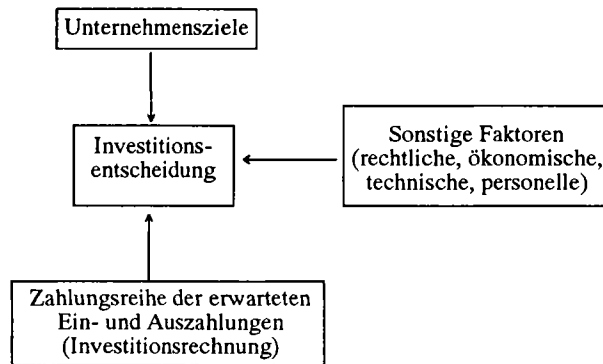 Unternehmensziele
Investitions-
entscheidung
Sonstige Faktoren
(rechtliche, ökonomische,
technische, personelle)
Zahlungsreihe der erwarteten
Ein- und Auszahlungen
(Investitionsrechnung)